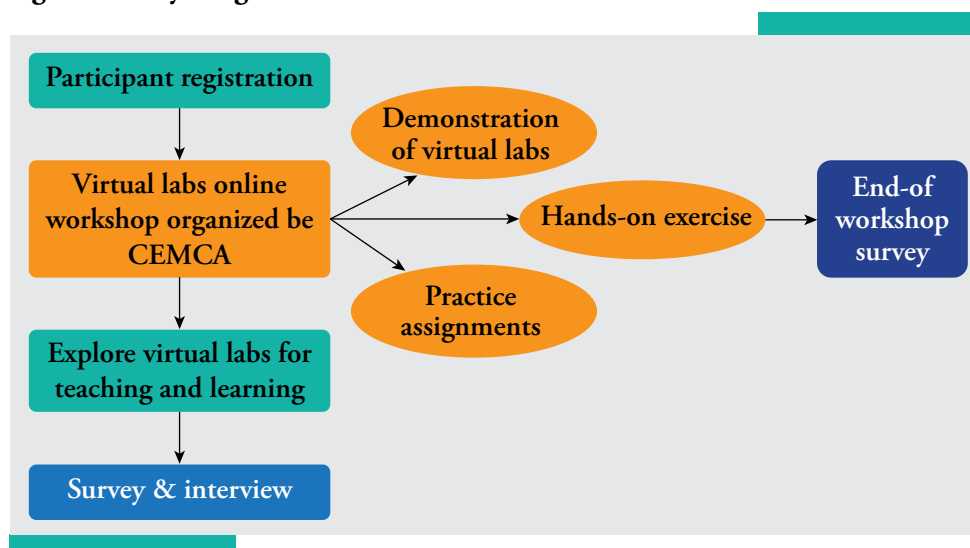 Participant registration
Demonstration
of virtual labs
Virtual labs online
workshop organized be
CEMCA
Hands-on exercise
End-of
workshop
survey
Practice
assignments
Explore virtual labs for
teaching and learning
Survey & interview